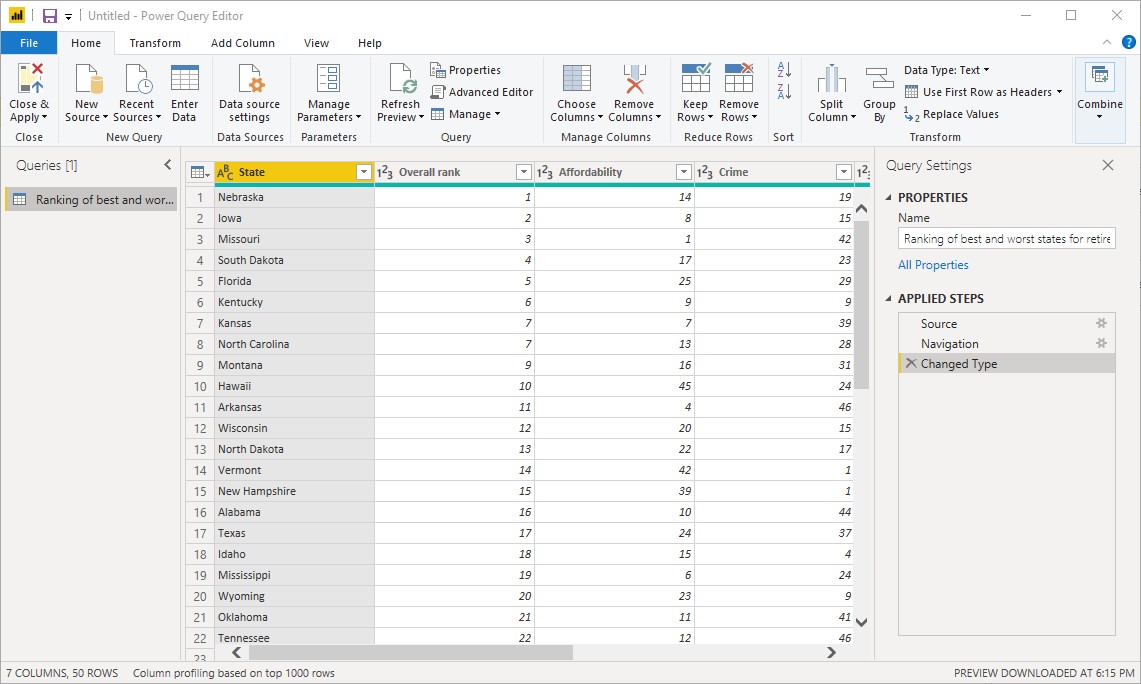 Untitled - Power Query Editor
File Home Transform Add Column View Help
Close & Apply
New Source
Recent Sources
Enter Data
Data source settings
Manage Parameters
Refresh Preview
Properties
Advanced Editor
Manage
Choose Columns
Remove Columns
Keep Rows
Remove Rows
Split Column
Group By
Data Type: Text
Use First Row as Headers
Replace Values
Combine
Close New Query Data Sources Parameters Query Manage Columns Reduce Rows Sort Transform
Queries [1]
Ranking of best and wor...
State Overall rank Affordability Crime
1 Nebraska 1 14 19
2 Iowa 2 8 15
3 Missouri 3 1 42
4 South Dakota 4 17 23
5 Florida 5 25 29
6 Kentucky 6 9 9
7 Kansas 7 7 39
8 North Carolina 7 13 28
9 Montana 9 16 31
10 Hawaii 10 45 24
11 Arkansas 11 4 46
12 Wisconsin 12 20 15
13 North Dakota 13 22 17
14 Vermont 14 42 1
15 New Hampshire 15 39 1
16 Alabama 16 10 44
17 Texas 17 24 37
18 Idaho 18 15 4
19 Mississippi 19 6 24
20 Wyoming 20 23 9
21 Oklahoma 21 11 41
22 Tennessee 22 12 46
23
Query Settings
PROPERTIES
Name
Ranking of best and worst states for retire
All Properties
APPLIED STEPS
Source
Navigation
Changed Type
7 COLUMNS, 50 ROWS Column profiling based on top 1000 rows PREVIEW DOWNLOADED AT 6:15 PM